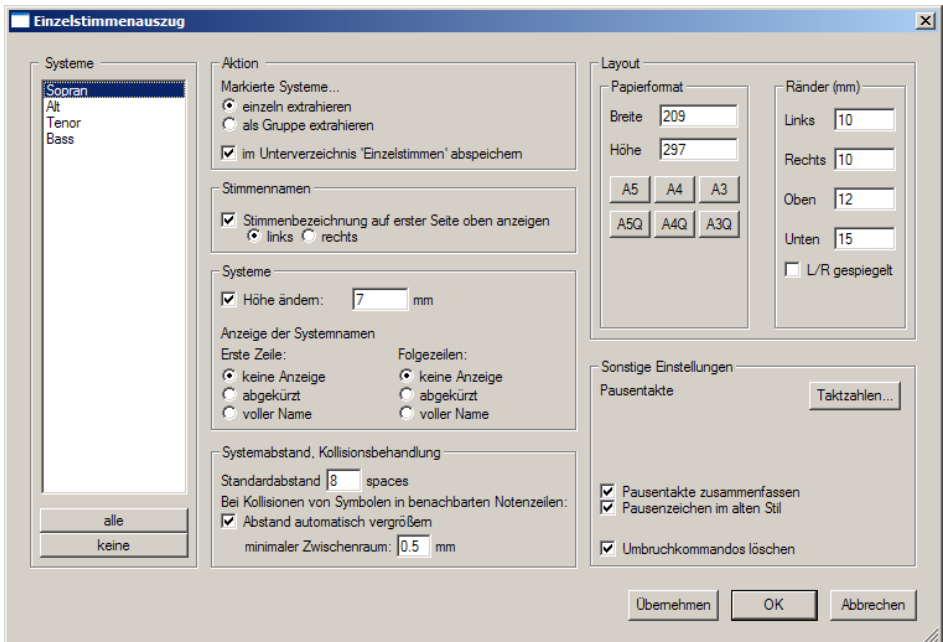 Einzelstimmenauszug
Systeme
Sopran
Alt
Tenor
Bass
alle
keine
Aktion
Markierte Systeme...
einzeln extrahieren
als Gruppe extrahieren
im Unterverzeichnis 'Einzelstimmen' abspeichern
Stimmennamen
Stimmenbezeichnung auf erster Seite oben anzeigen
links rechts
Systeme
Höhe ändern: 7 mm
Anzeige der Systemnamen
Erste Zeile: Folgezeilen:
keine Anzeige keine Anzeige
abgekürzt abgekürzt
voller Name voller Name
Systemabstand, Kollisionsbehandlung
Standardabstand 8 spaces
Bei Kollisionen von Symbolen in benachbarten Notenzeilen:
Abstand automatisch vergrößern
minimaler Zwischenraum: 0.5 mm
Layout
Papierformat
Breite 209
Höhe 297
A5 A4 A3
A5Q A4Q A3Q
Ränder (mm)
Links 10
Rechts 10
Oben 12
Unten 15
L/R gespiegelt
Sonstige Einstellungen
Pausentakte Taktzahlen...
Pausentakte zusammenfassen
Pausenzeichen im alten Stil
Umbruchkommandos löschen
Übernehmen OK Abbrechen